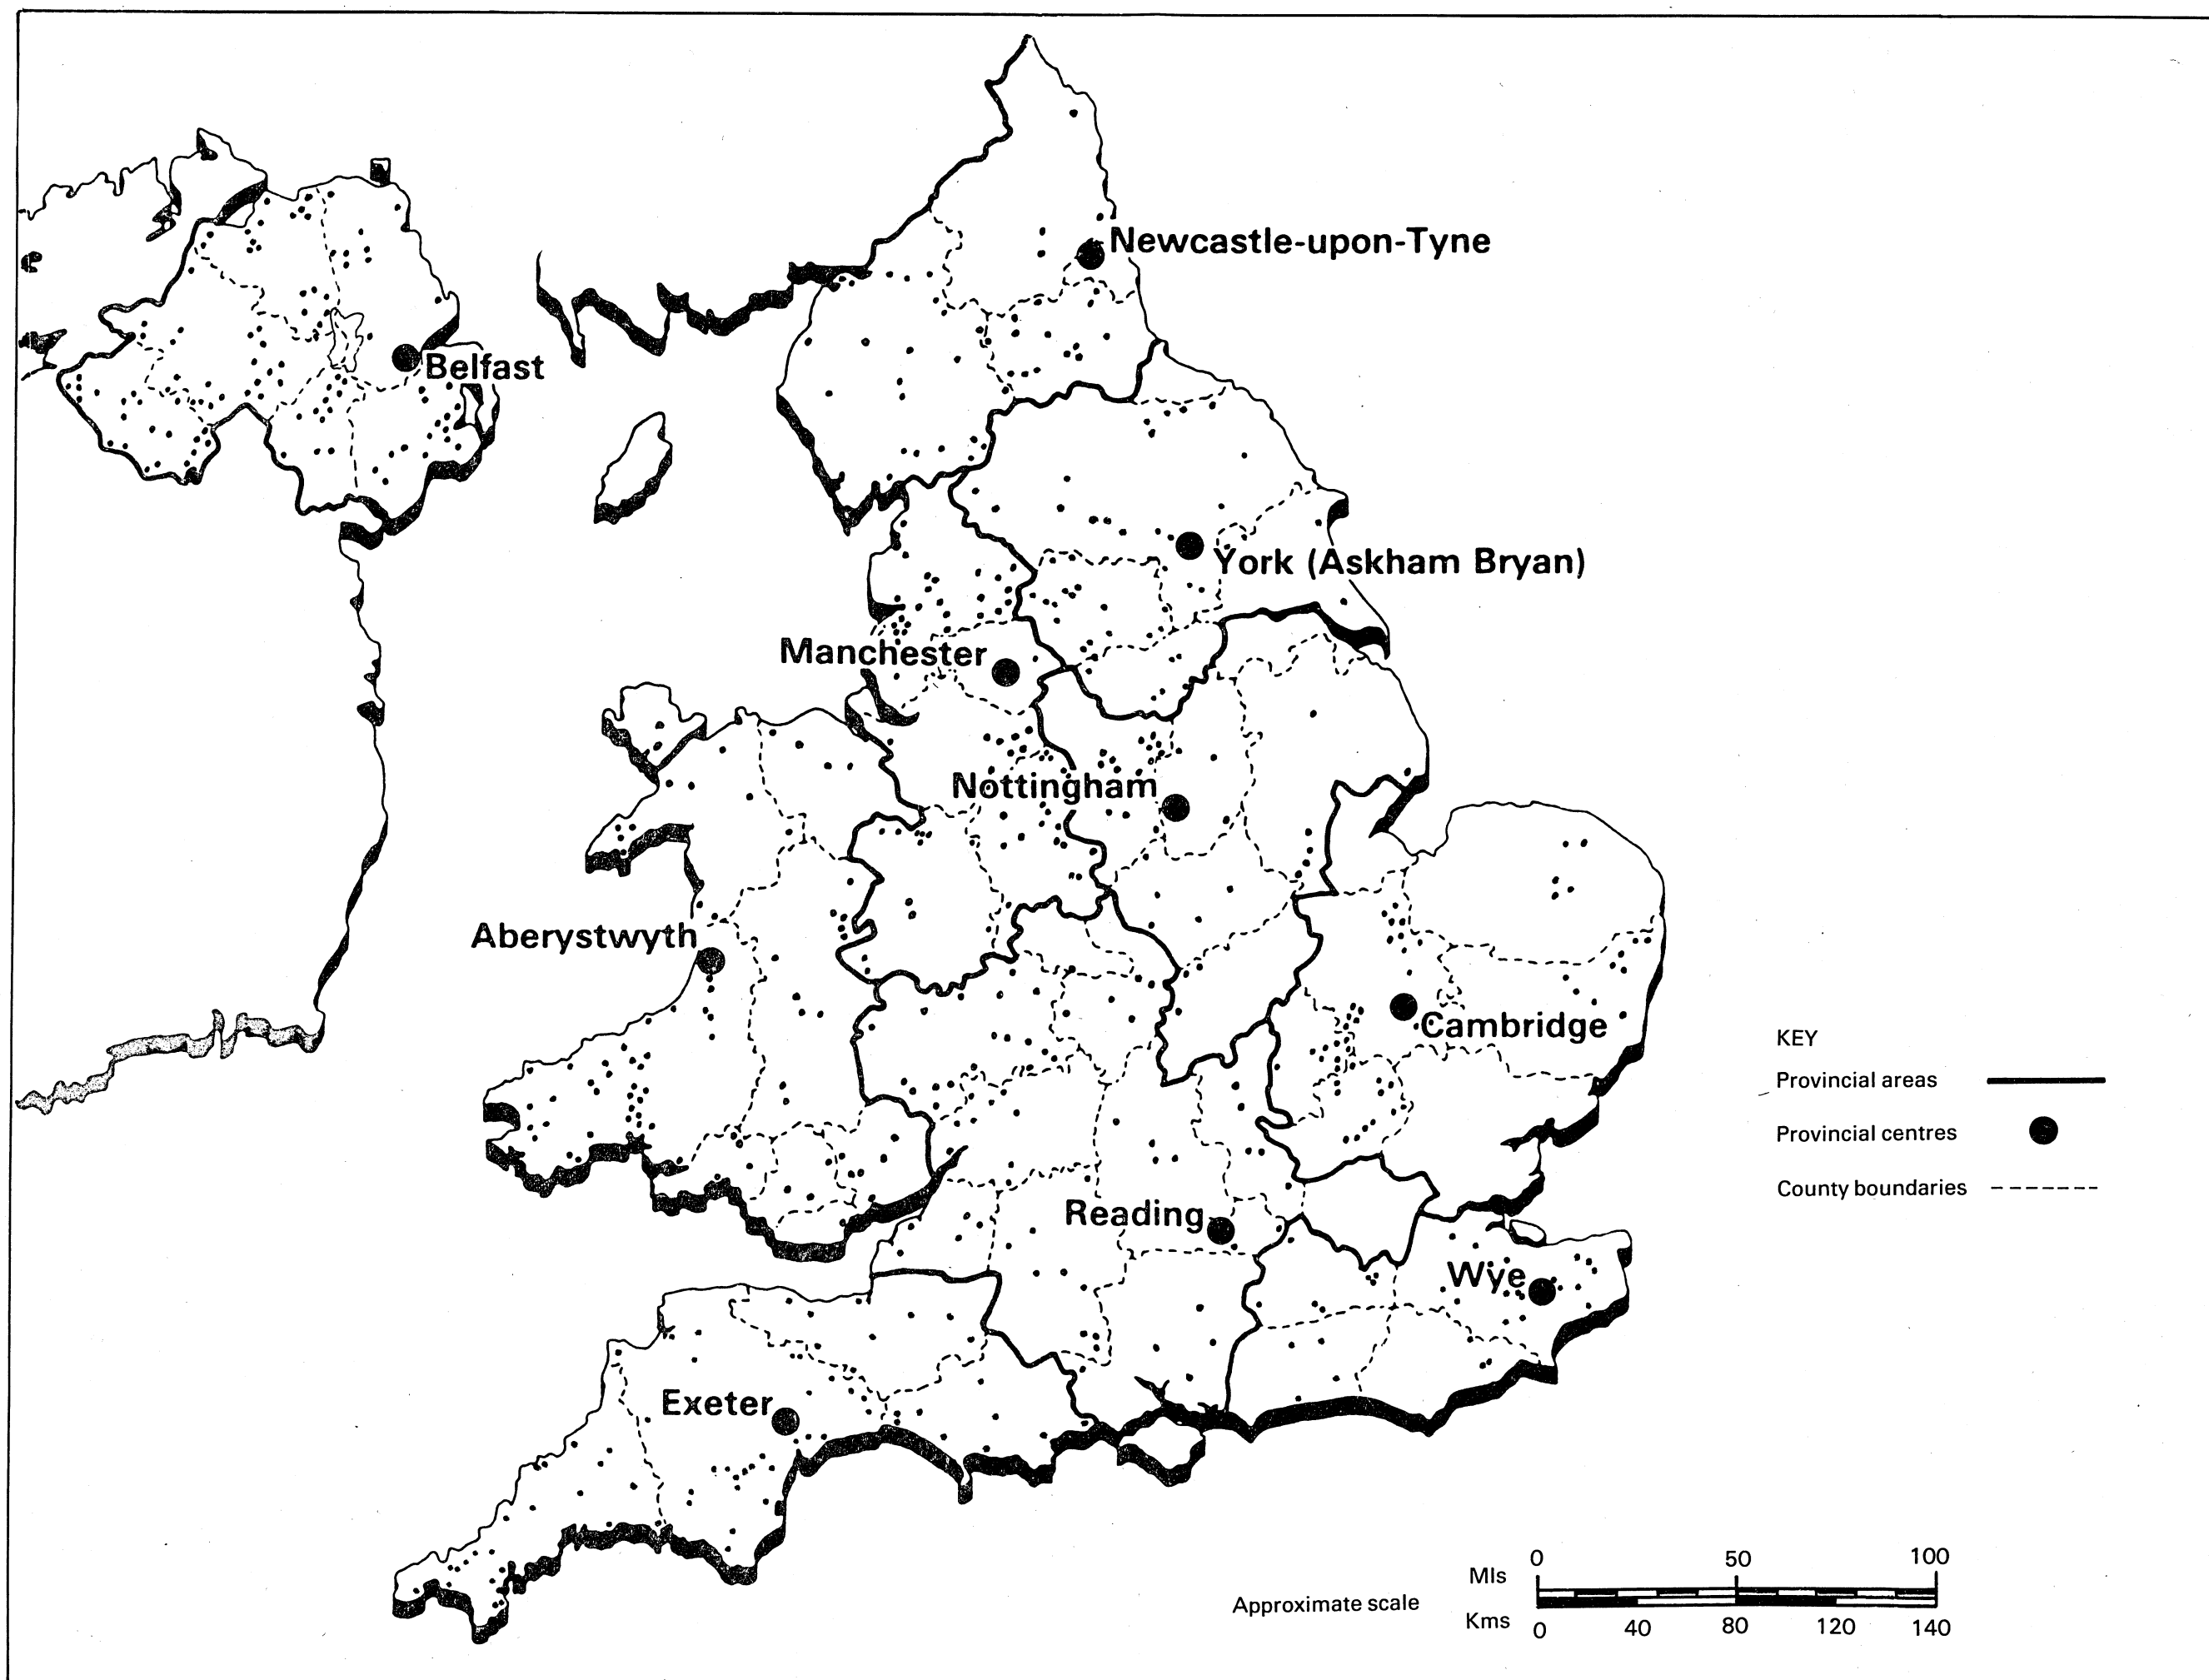 Newcastle-upon-Tyne
Belfast
York (Askham Bryan)
Manchester
Nottingham
Aberystwyth
Cambridge
KEY
Provincial areas
Provincial centres
County boundaries
Reading
Wye
Exeter
0 50 100
Mls
Approximate scale
Kms
0 40 80 120 140